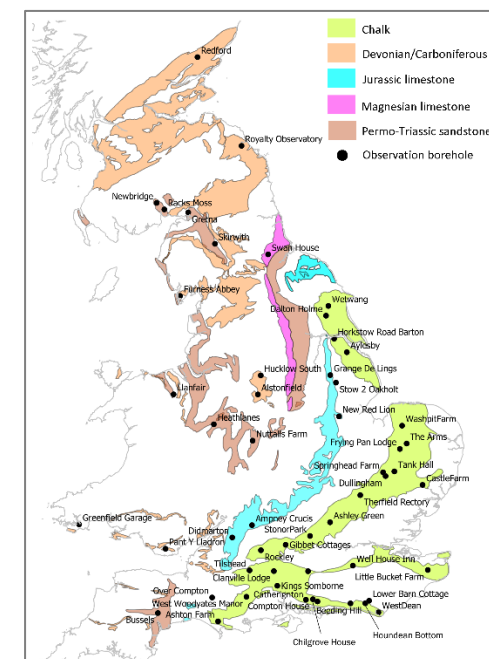 Chalk
Devonian/Carboniferous
Jurassic limestone
Magnesian limestone
Permo-Triassic sandstone
Observation borehole
Redford
Royalty Observatory
Newbridge
Racks Moss
Gretna
Skirwith
Swan House
Furness Abbey
Wetwang
Dalton Holme
Horkstow Road Barton
Aylesby
Hucklow South
Grange De Lings
Llanfair
Alstonfield
Stow 2 Oakholt
New Red Lion
Heathlanes
Nuttalls Farm
WashpitFarm
The Arms
Frying Pan Lodge
Springhead Farm
Tank Hall
Dullingham
CastleFarm
Therfield Rectory
Greenfield Garage
Ampney Crucis
Ashley Green
Didmarton
StonorPark
Pant Y Lladron
Gibbet Cottages
Rockley
Well House Inn
Tilshead
Clanville Lodge
Little Bucket Farm
Kings Somborne
Over Compton
West Woodyates Manor
Catherington
Lower Barn Cottage
Ashton Farm
Compton House
Beeding Hill
WestDean
Bussels
Chilgrove House
Houndean Bottom